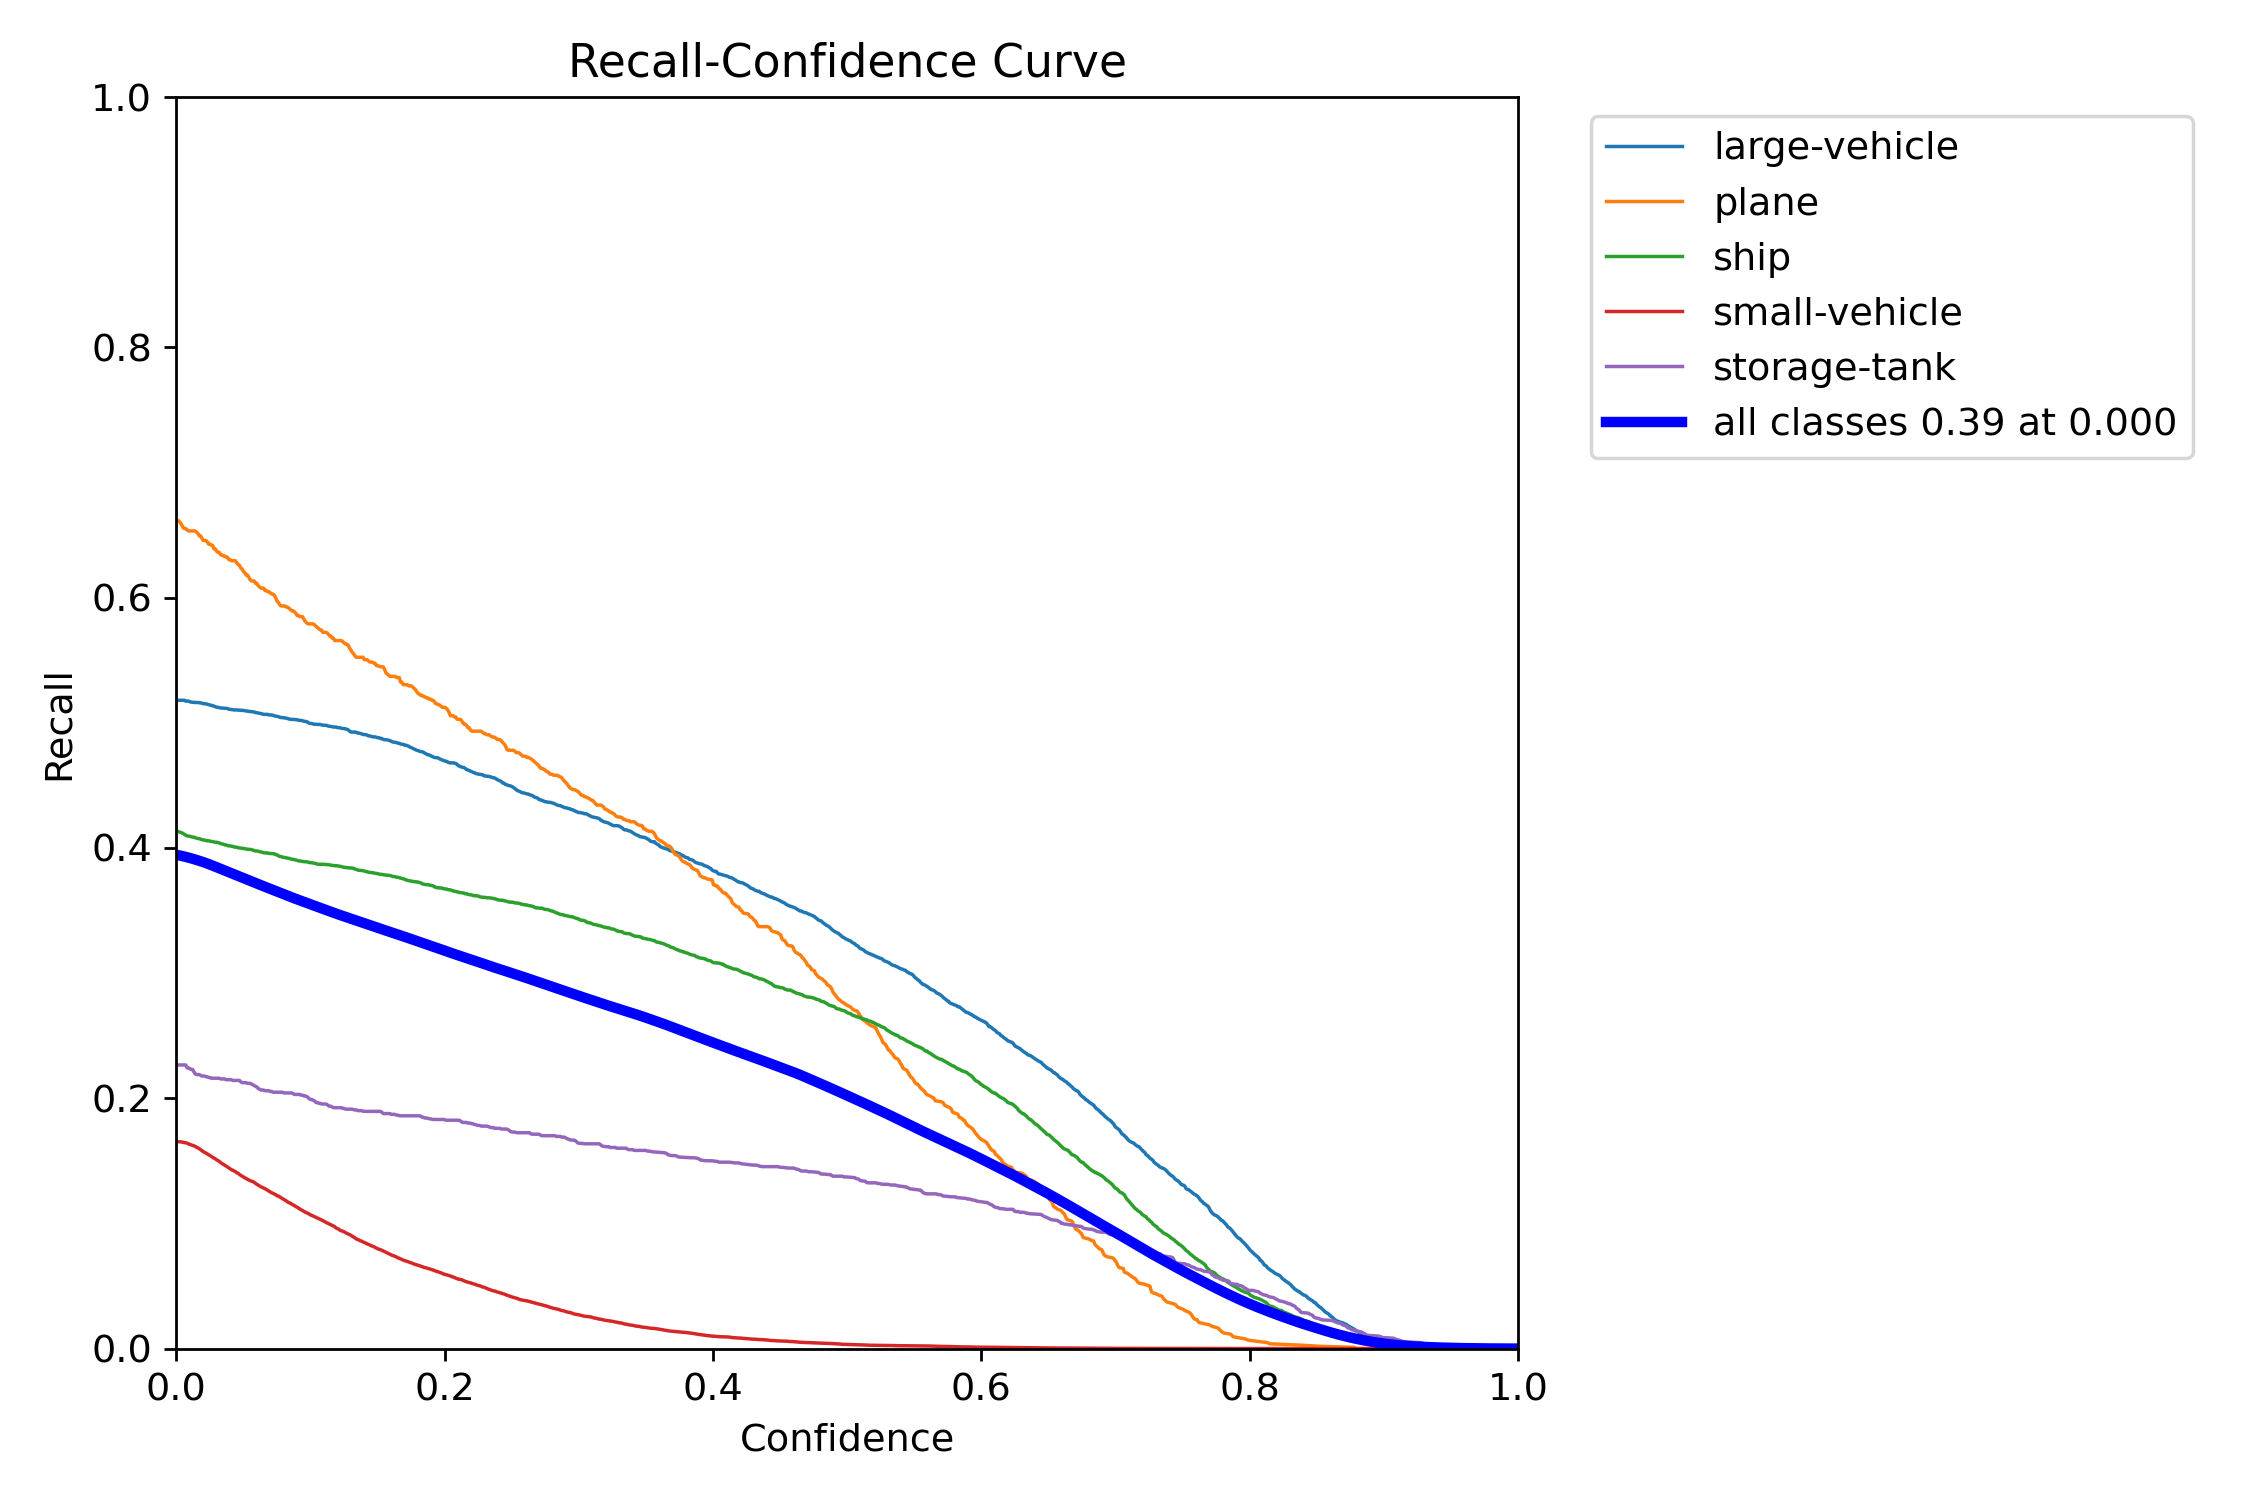 Recall-Confidence Curve
1.0
0.8
0.6
0.4
0.2
0.0
Recall
0.0 0.2 0.4 0.6 0.8 1.0
Confidence
large-vehicle
plane
ship
small-vehicle
storage-tank
all classes 0.39 at 0.000